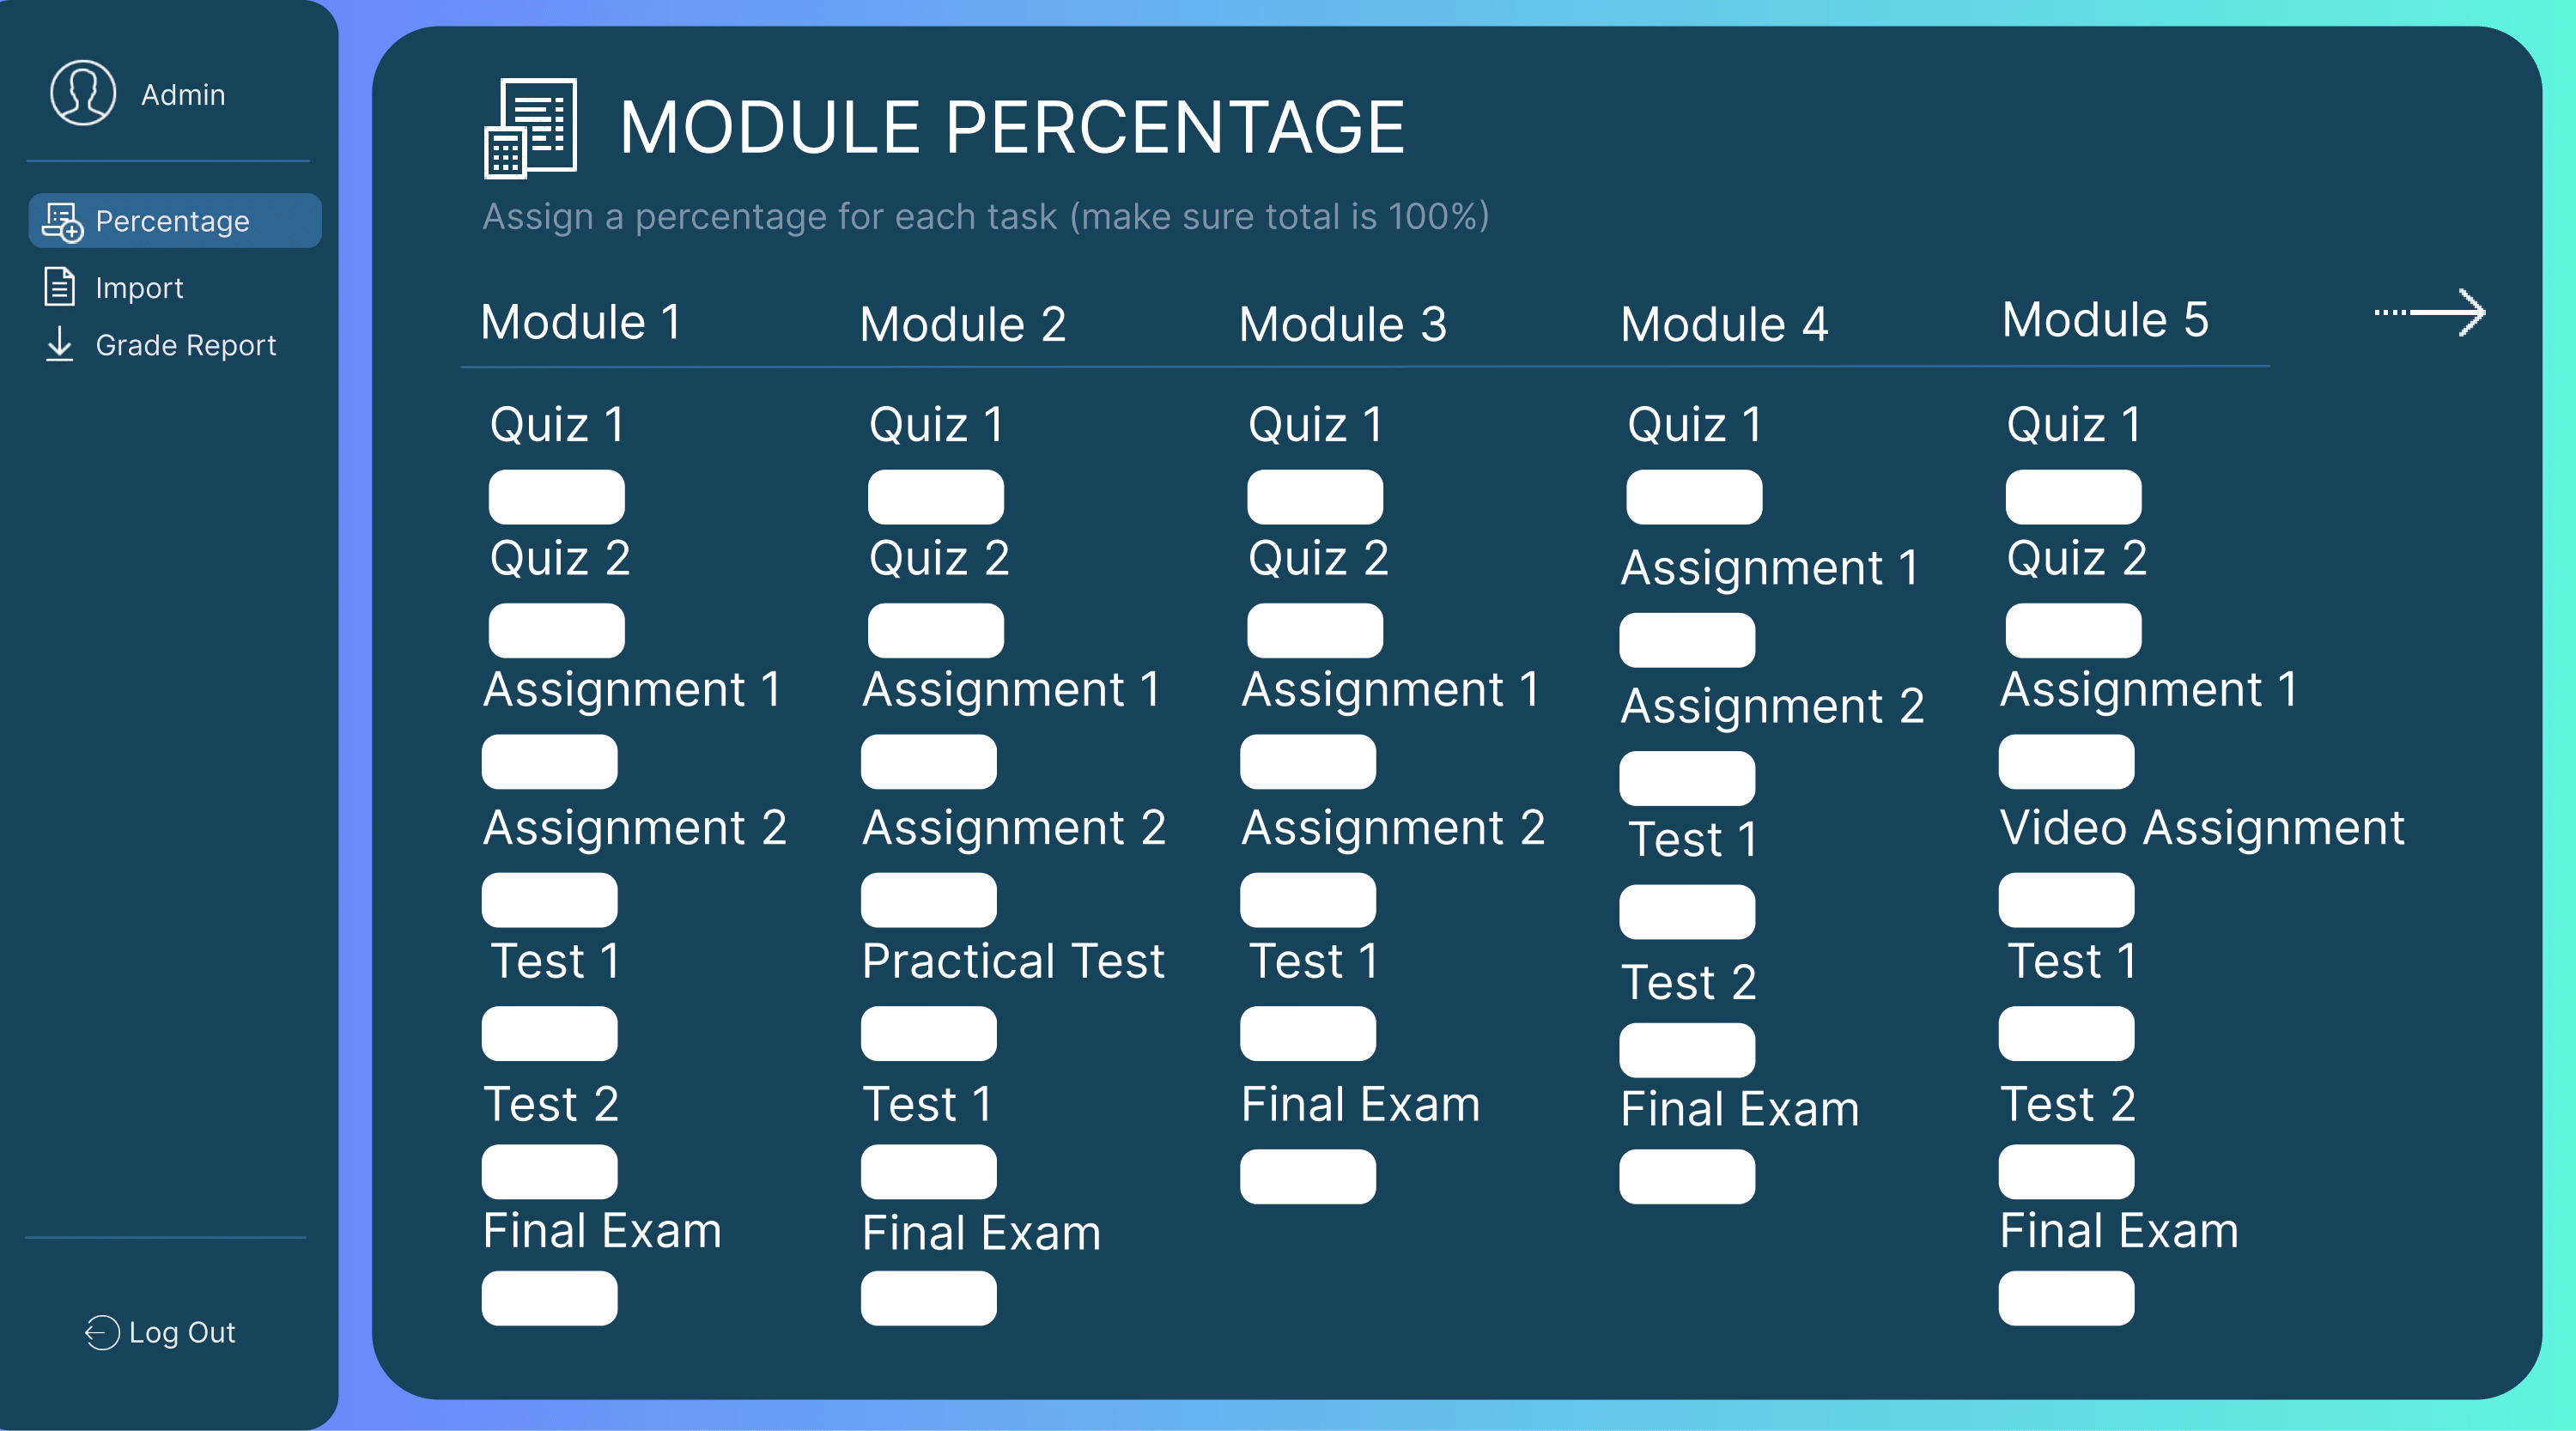 Admin
Percentage
Import
Grade Report
Log Out
MODULE PERCENTAGE
Assign a percentage for each task (make sure total is 100%)
Module 1
Quiz 1
Quiz 2
Assignment 1
Assignment 2
Test 1
Test 2
Final Exam
Module 2
Quiz 1
Quiz 2
Assignment 1
Assignment 2
Practical Test
Test 1
Final Exam
Module 3
Quiz 1
Quiz 2
Assignment 1
Assignment 2
Test 1
Final Exam
Module 4
Quiz 1
Assignment 1
Assignment 2
Test 1
Test 2
Final Exam
Module 5
Quiz 1
Quiz 2
Assignment 1
Video Assignment
Test 1
Test 2
Final Exam